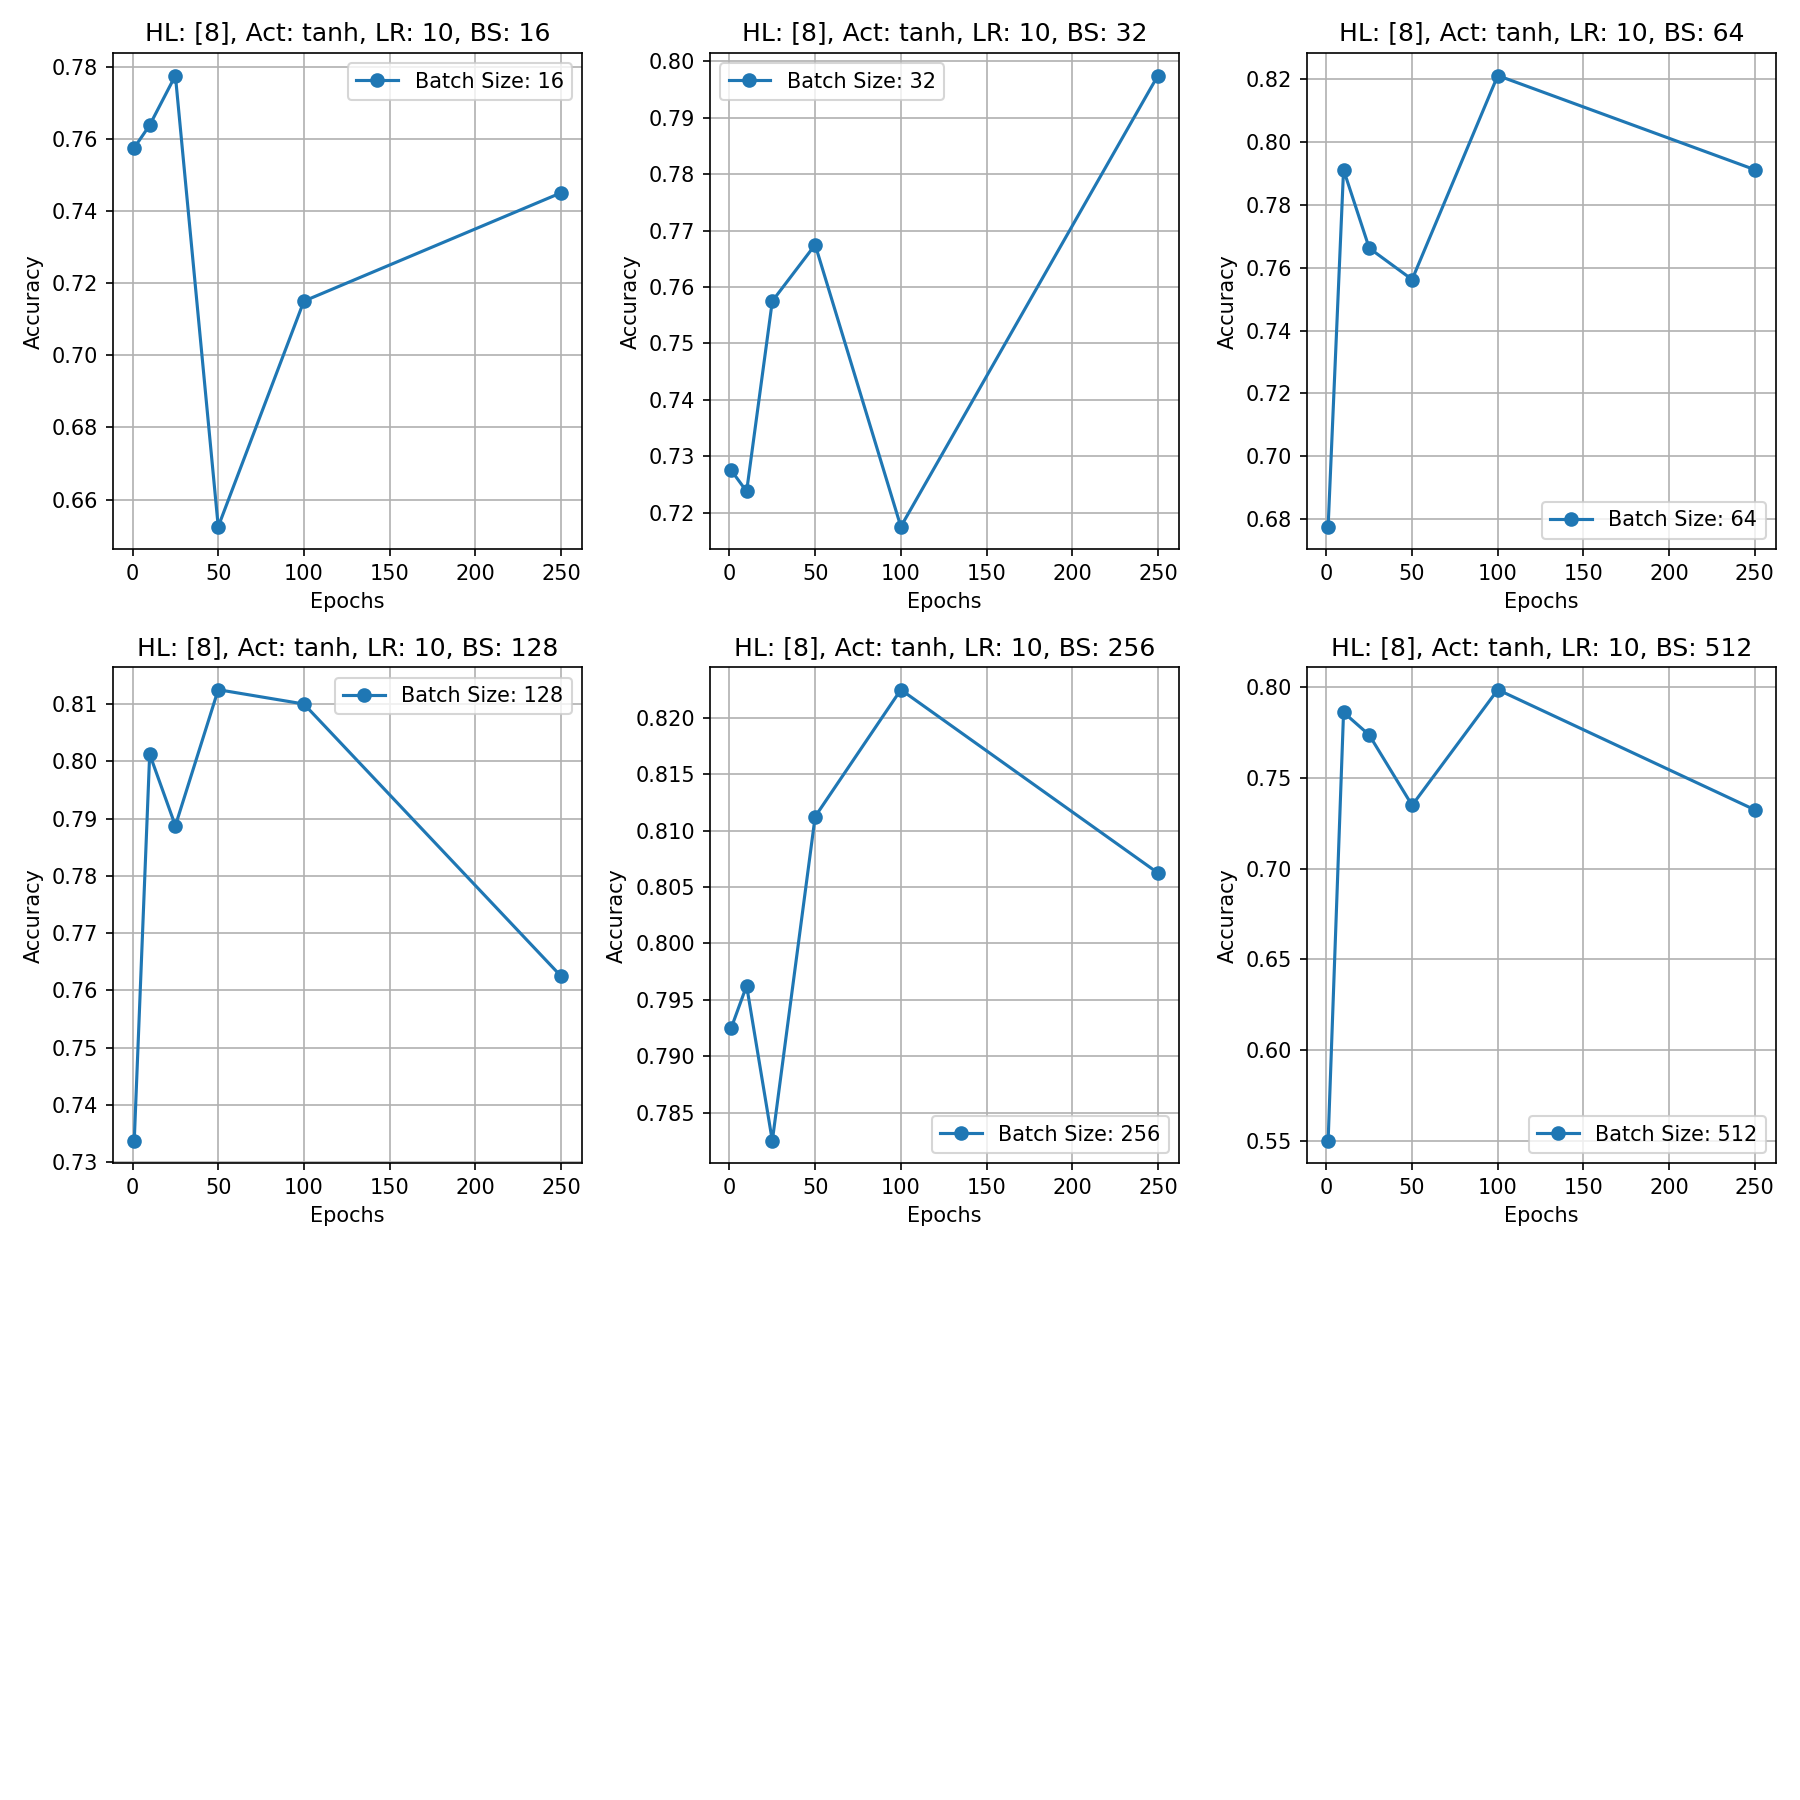 HL: [8], Act: tanh, LR: 10, BS: 16
0.78
0.76
0.74
0.72
0.70
0.68
0.66
Accuracy
Batch Size: 16
0 50 100 150 200 250
Epochs
HL: [8], Act: tanh, LR: 10, BS: 32
0.80
0.79
0.78
0.77
0.76
0.75
0.74
0.73
0.72
Accuracy
Batch Size: 32
0 50 100 150 200 250
Epochs
HL: [8], Act: tanh, LR: 10, BS: 64
0.82
0.80
0.78
0.76
0.74
0.72
0.70
0.68
Accuracy
Batch Size: 64
0 50 100 150 200 250
Epochs
HL: [8], Act: tanh, LR: 10, BS: 128
0.81
0.80
0.79
0.78
0.77
0.76
0.75
0.74
0.73
Accuracy
Batch Size: 128
0 50 100 150 200 250
Epochs
HL: [8], Act: tanh, LR: 10, BS: 256
0.820
0.815
0.810
0.805
0.800
0.795
0.790
0.785
Accuracy
Batch Size: 256
0 50 100 150 200 250
Epochs
HL: [8], Act: tanh, LR: 10, BS: 512
0.80
0.75
0.70
0.65
0.60
0.55
Accuracy
Batch Size: 512
0 50 100 150 200 250
Epochs